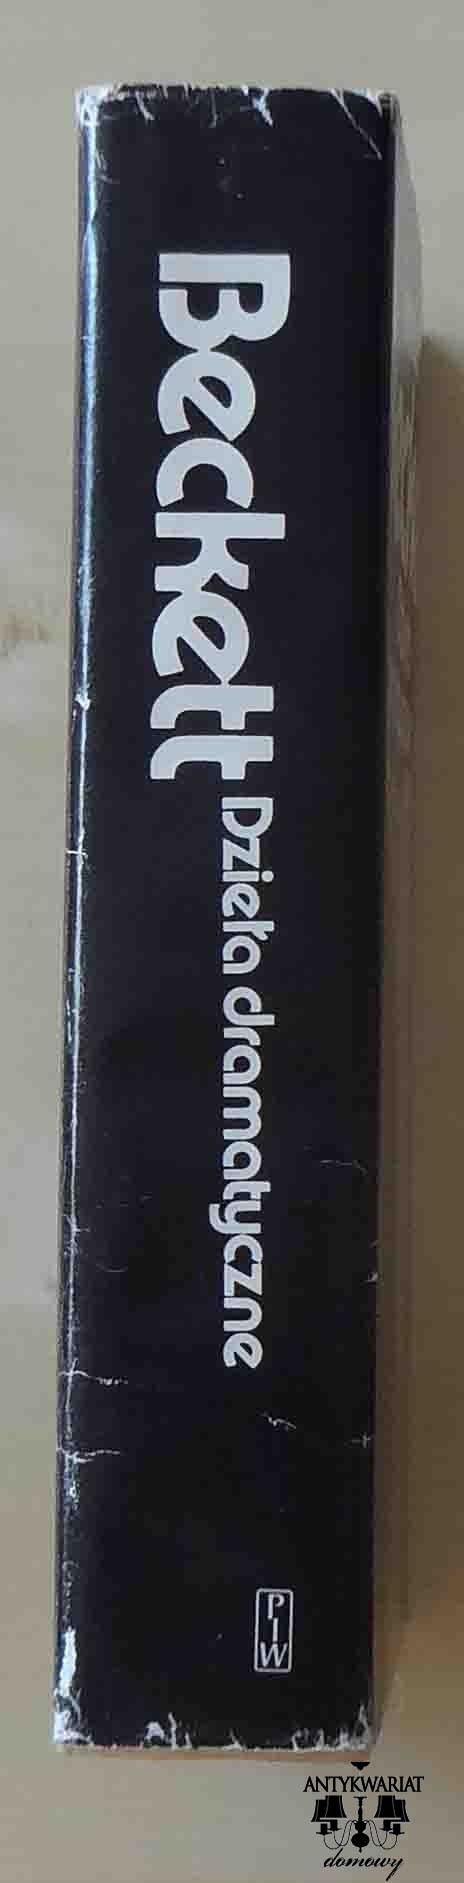 Beckett
Dzieła dramatyczne
PIW
ANTYKWARIAT
domowy